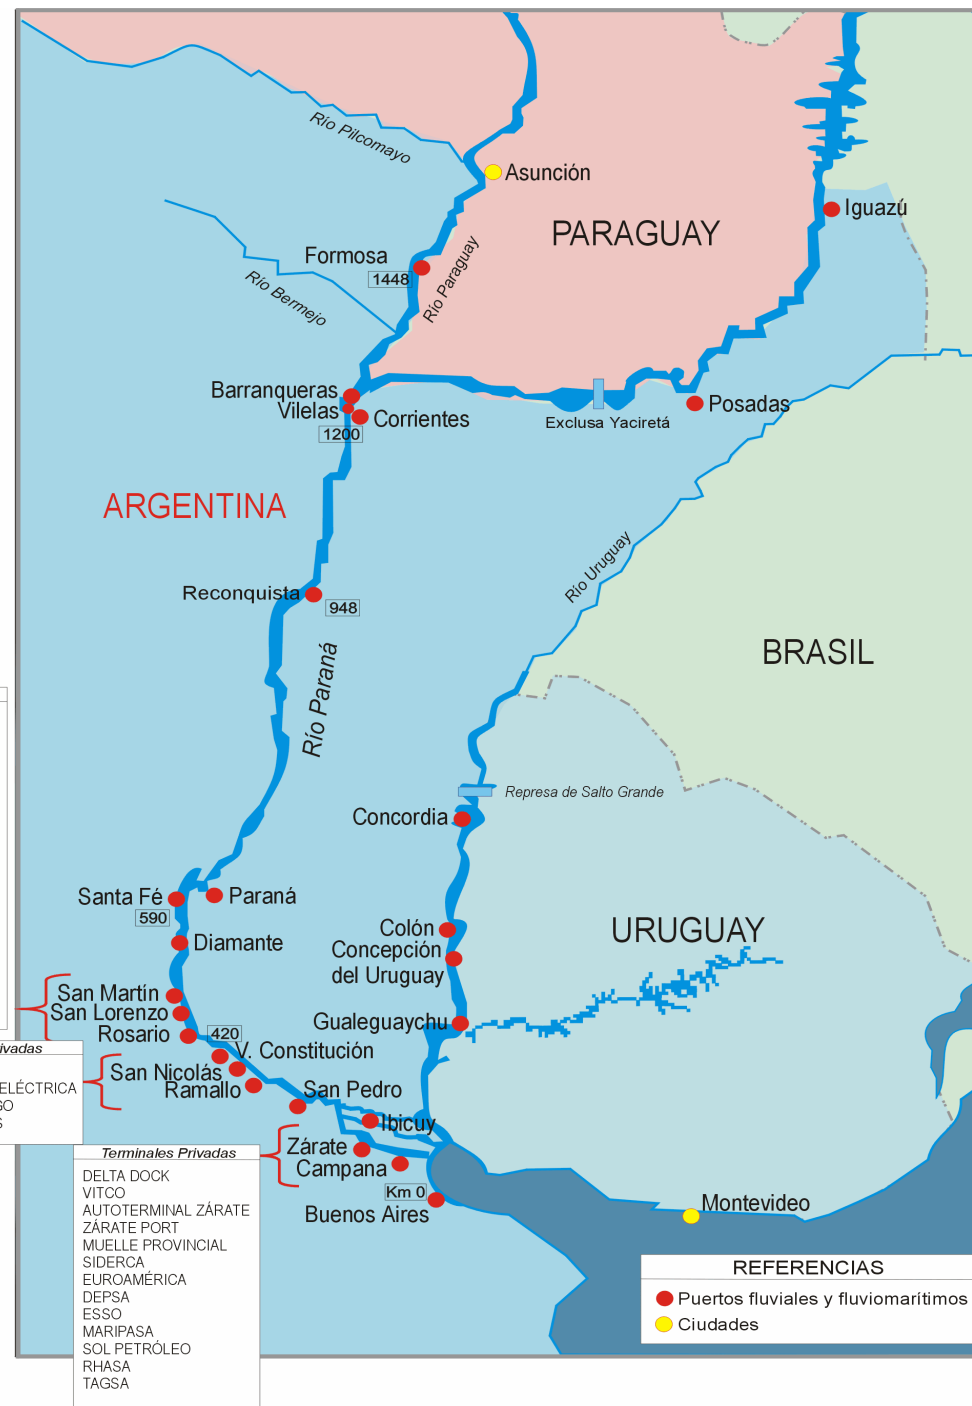 Río Pilcomayo
Asunción
Iguazú
PARAGUAY
Formosa
1448
Río Paraguay
Río Bermejo
Barranqueras
Vilelas
Corrientes
1200
Posadas
Exclusa Yaciretá
ARGENTINA
Río Uruguay
Reconquista
948
BRASIL
Río Paraná
Represa de Salto Grande
Concordia
Santa Fé
Paraná
590
Colón
URUGUAY
Diamante
Concepción
del Uruguay
San Martin
San Lorenzo
Gualeguaychu
Rosario
420
V. Constitución
San Nicolás
Ramallo
San Pedro
Ibicuy
Zárate
Campana
Km 0
Buenos Aires
Montevideo
ivadas
ELÉCTRICA
GO
S
Terminales Privadas
DELTA DOCK
VITCO
AUTOTERMINAL ZÁRATE
ZÁRATE PORT
MUELLE PROVINCIAL
SIDERCA
EUROAMÉRICA
DEPSA
ESSO
MARIPASA
SOL PETRÓLEO
RHASA
TAGSA
REFERENCIAS
Puertos fluviales y fluviomarítimos
Ciudades